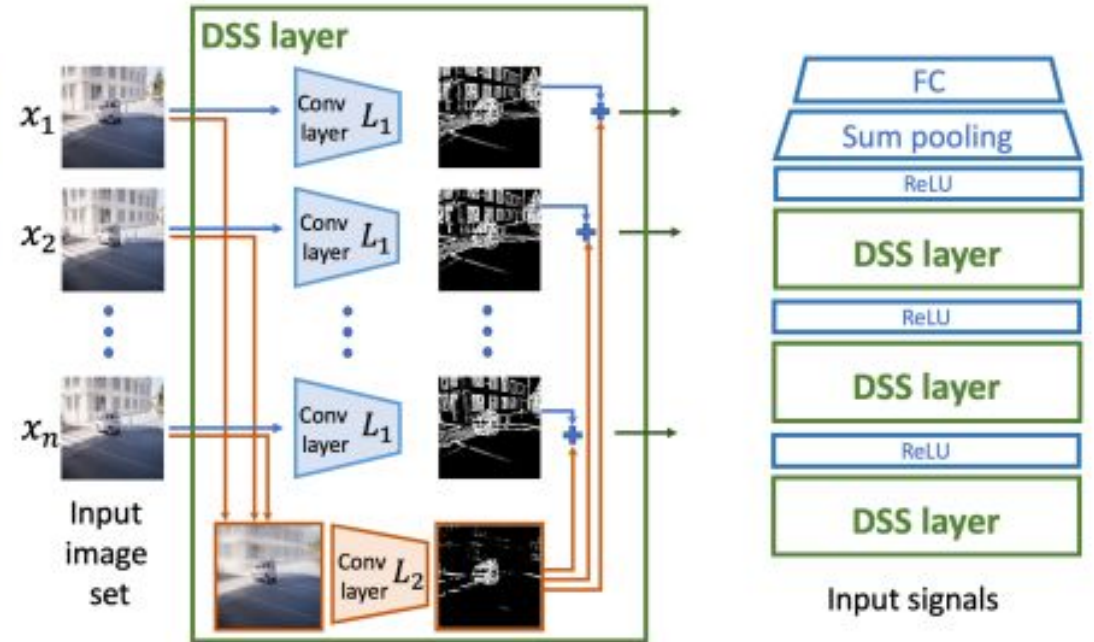 DSS layer
x₁
Conv
layer L₁
x₂
Conv
layer L₁
xₙ
Conv
layer L₁
Input
image
set
Conv
layer L₂
FC
Sum pooling
ReLU
DSS layer
ReLU
DSS layer
ReLU
DSS layer
Input signals